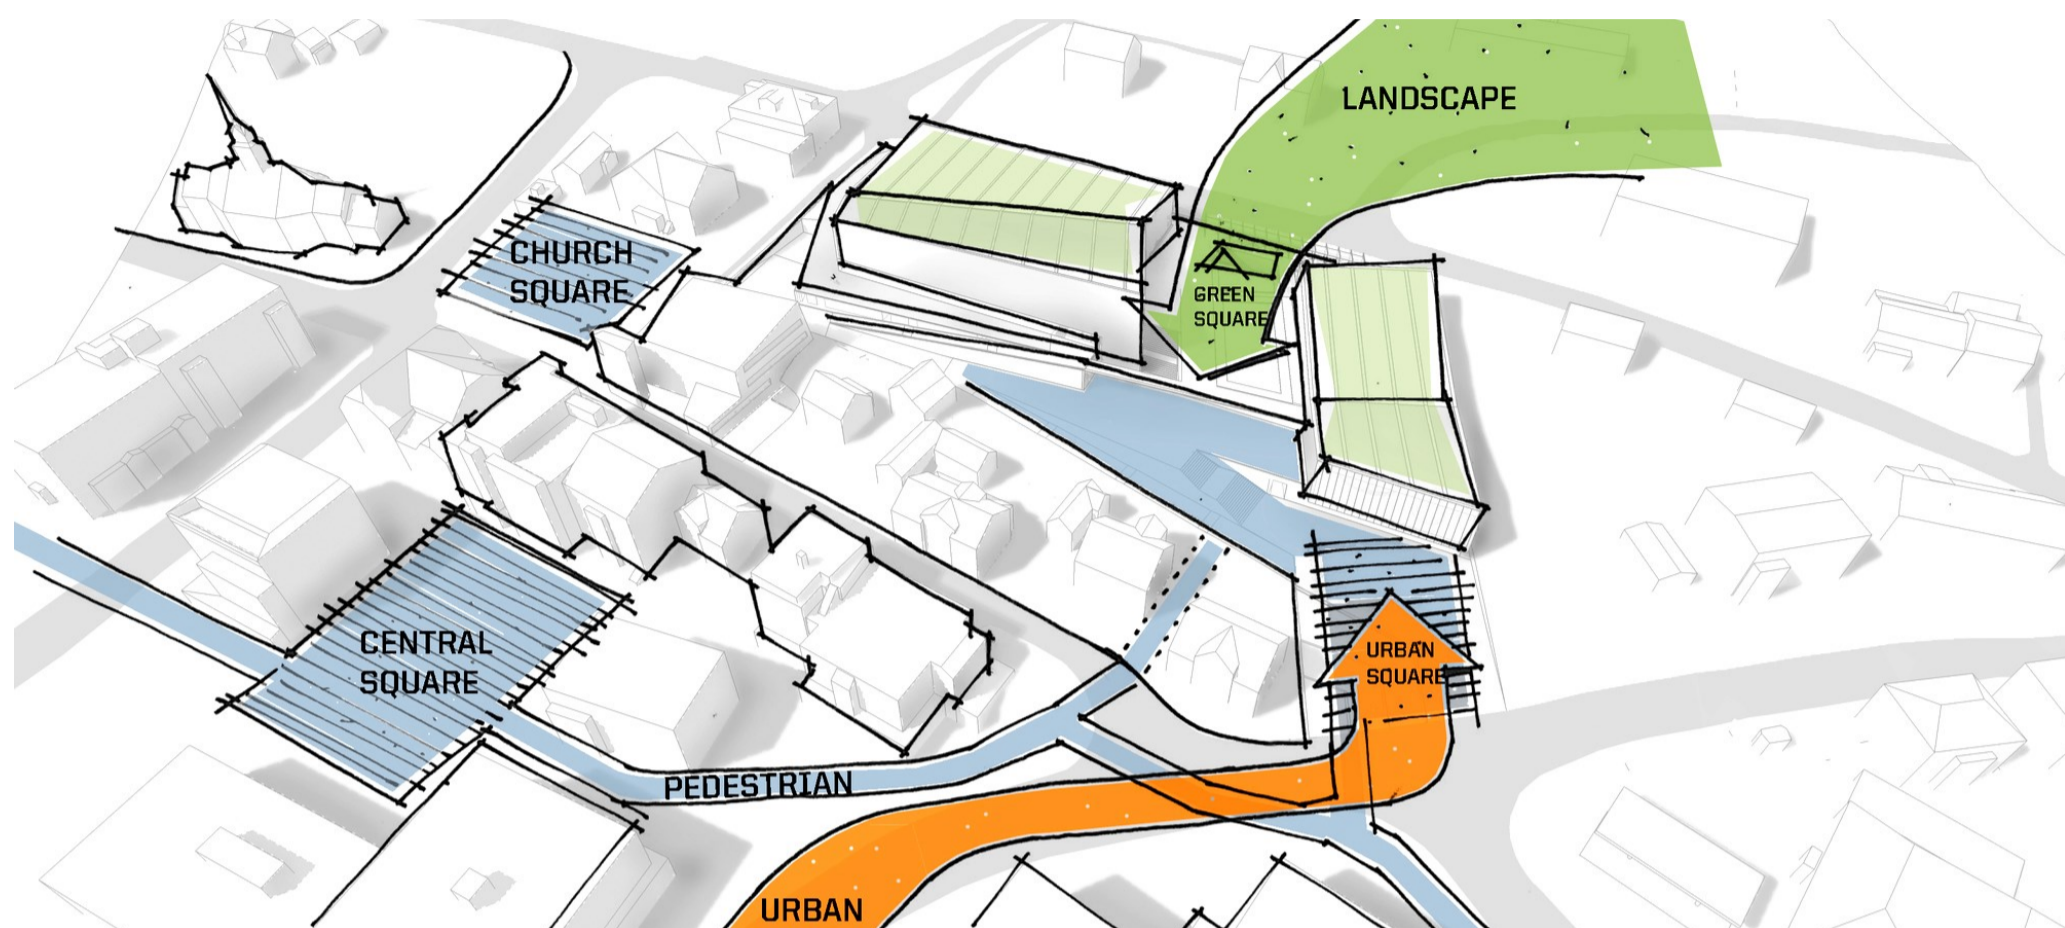 LANDSCAPE
CHURCH
SQUARE
GREEN
SQUARE
CENTRAL
SQUARE
URBAN
SQUARE
PEDESTRIAN
URBAN